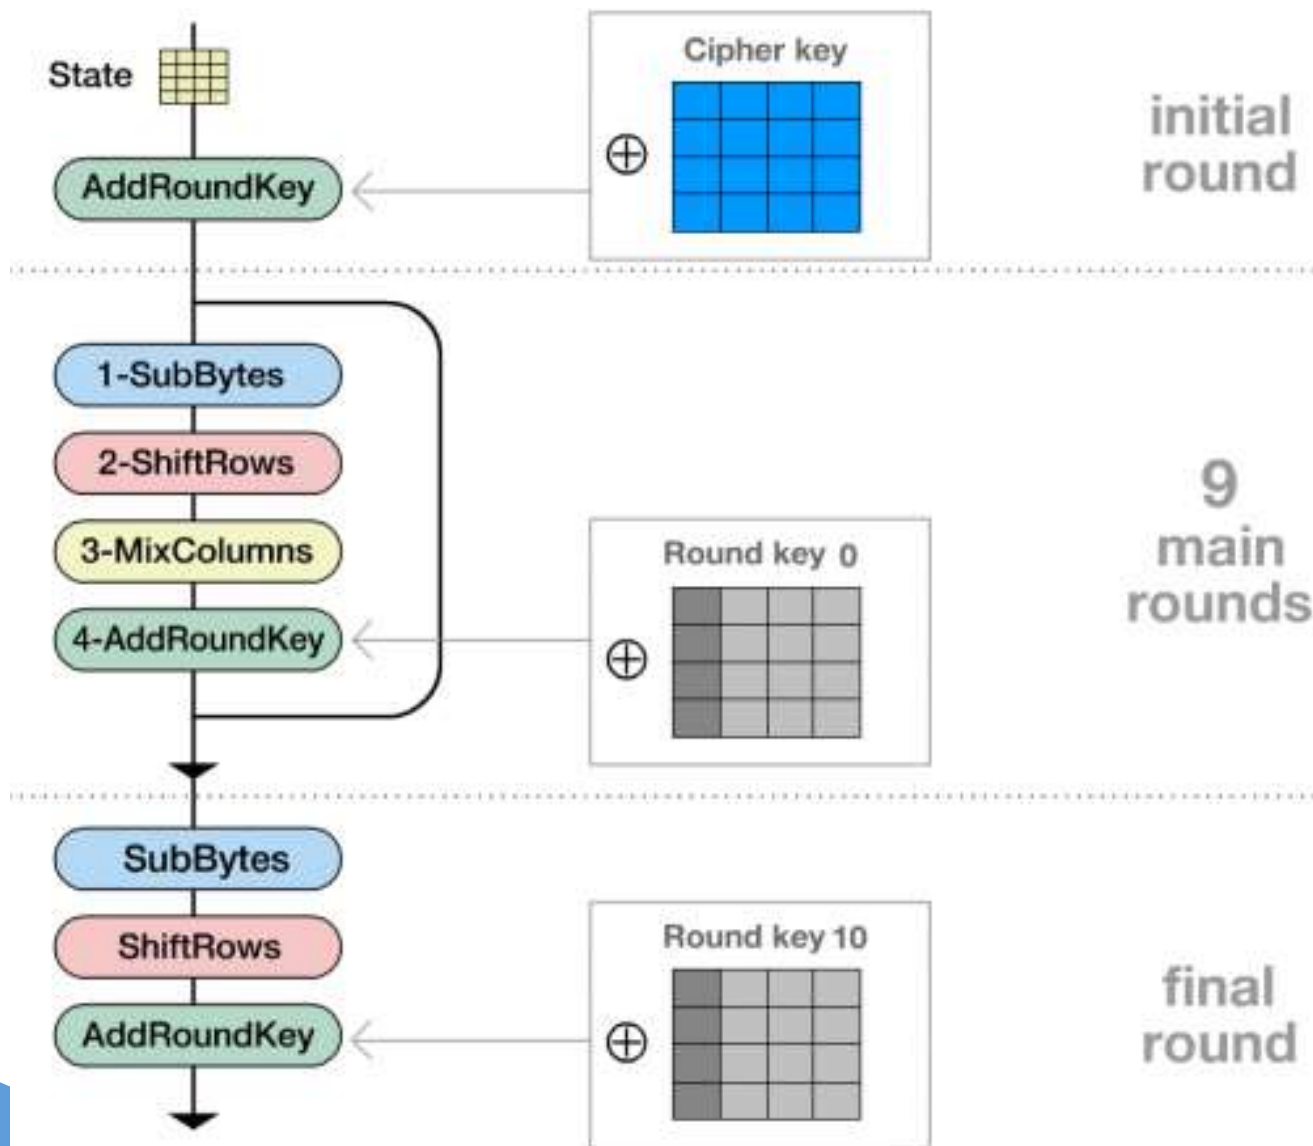 State
Cipher key
initial
round
AddRoundKey
1-SubBytes
2-ShiftRows
3-MixColumns
4-AddRoundKey
Round key 0
9
main
rounds
SubBytes
ShiftRows
AddRoundKey
Round key 10
final
round